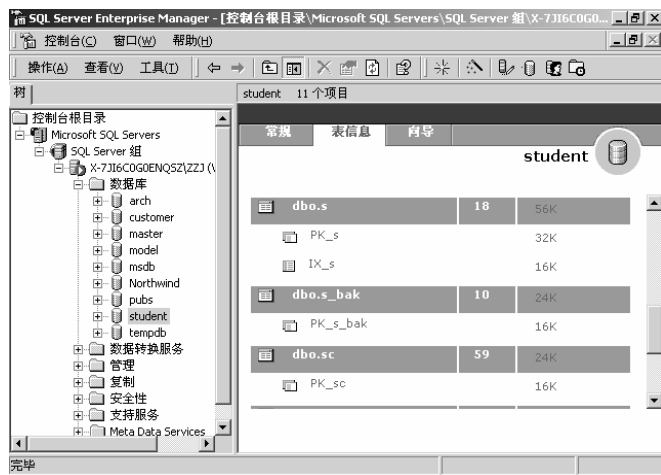 SQL Server Enterprise Manager - [控制台根目录\Microsoft SQL Servers\SQL Server 组\X-7JI6C0G0...
控制台(C) 窗口(W) 帮助(H)
操作(A) 查看(V) 工具(T)
树
student 11 个项目
控制台根目录
Microsoft SQL Servers
SQL Server 组
X-7JI6C0G0ENQSZ\ZZJ (\
数据库
arch
customer
master
model
msdb
Northwind
pubs
student
tempdb
数据转换服务
管理
复制
安全性
支持服务
Meta Data Services
常规 表信息 向导
student
dbo.s 18 56K
PK_s 32K
IX_s 16K
dbo.s_bak 10 24K
PK_s_bak 16K
dbo.sc 59 24K
PK_sc 16K
完毕